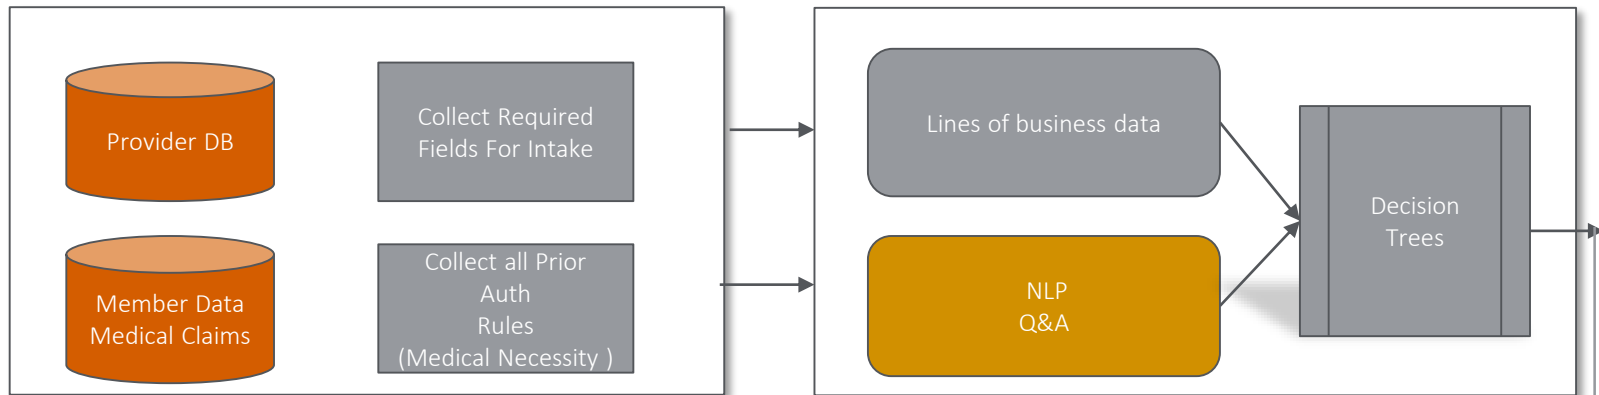 Provider DB
Collect Required
Fields For Intake
Member Data
Medical Claims
Collect all Prior
Auth
Rules
(Medical Necessity )
Lines of business data
NLP
Q&A
Decision
Trees